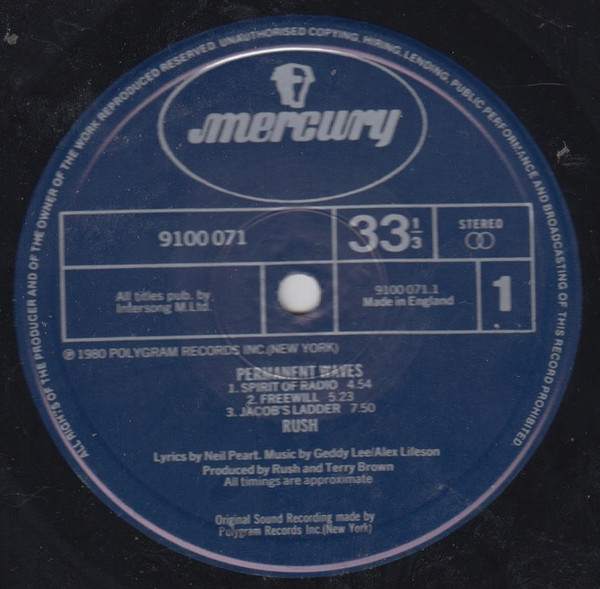 ALL RIGHTS OF THE PRODUCER AND OF THE OWNER OF THE WORK REPRODUCED RESERVED. UNAUTHORISED COPYING, HIRING, LENDING, PUBLIC PERFORMANCE AND BROADCASTING OF THIS RECORD PROHIBITED
mercury
9100 071
33 1/3
STEREO
All titles pub. by
Intersong M.Ltd.
9100 071.1
Made in England
1
℗ 1980 POLYGRAM RECORDS INC.(NEW YORK)
PERMANENT WAVES
1. SPIRIT OF RADIO 4.54
2. FREEWILL 5.23
3. JACOB'S LADDER 7.50
RUSH
Lyrics by Neil Peart. Music by Geddy Lee/Alex Lifeson
Produced by Rush and Terry Brown
All timings are approximate
Original Sound Recording made by
Polygram Records Inc.(New York)